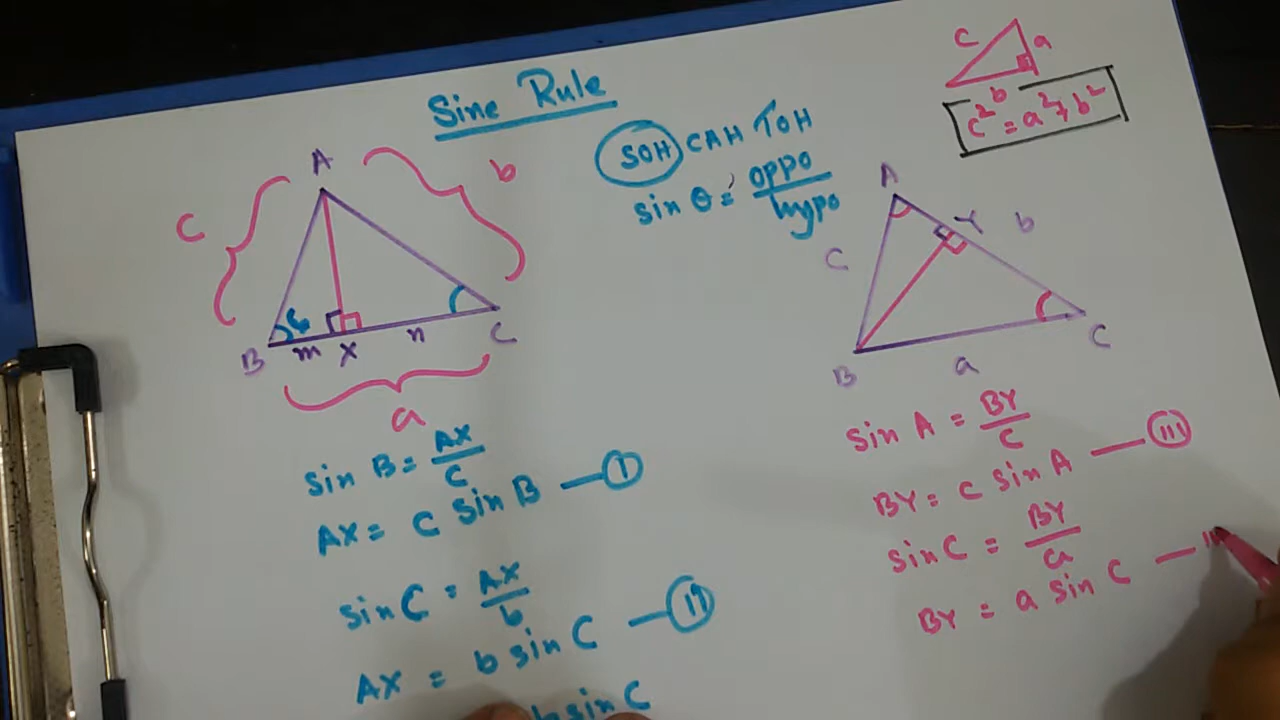 Sine Rule
SOH CAH TOH
sin θ = oppo / hypo
c
a
b
c² = a² + b²
A
b
C
B
m
X
n
C
a
A
Y
b
C
B
a
C
sin B = AX / C
AX = C sin B — I
sin C = AX / b
AX = b sin C — II
b sin C
sin A = BY / C
BY = c sin A — III
sin C = BY / a
BY = a sin C —